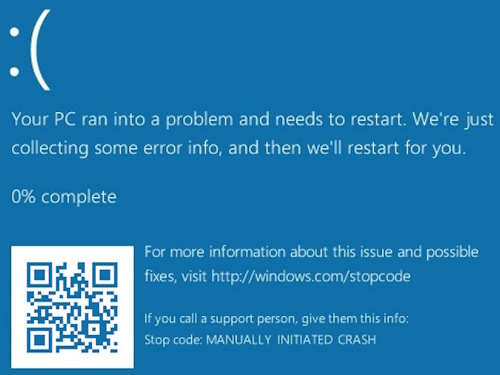 :(
Your PC ran into a problem and needs to restart. We're just
collecting some error info, and then we'll restart for you.
0% complete
For more information about this issue and possible
fixes, visit http://windows.com/stopcode
If you call a support person, give them this info:
Stop code: MANUALLY INITIATED CRASH